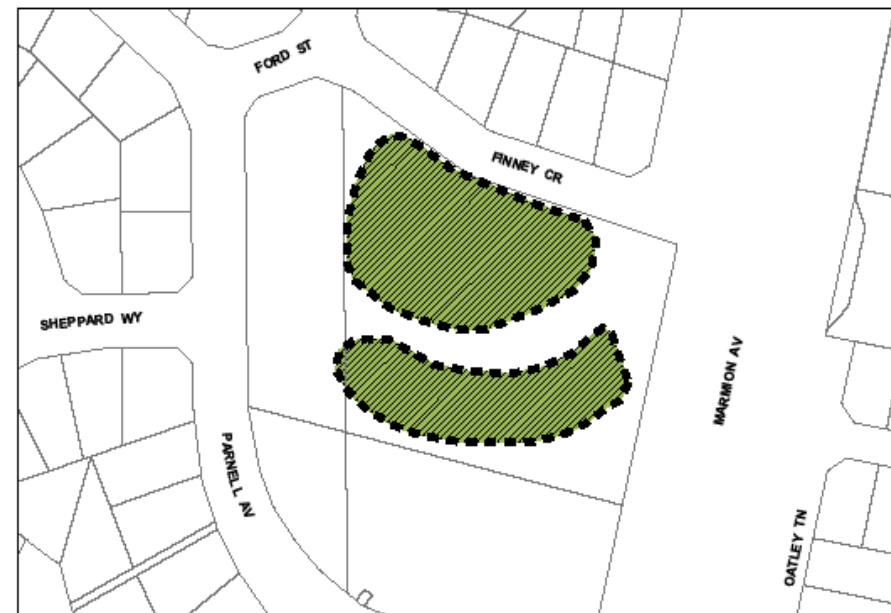 FORD ST
FINNEY CR
SHEPPARD WY
MARMION AV
PARNELL AV
OATLEY TN